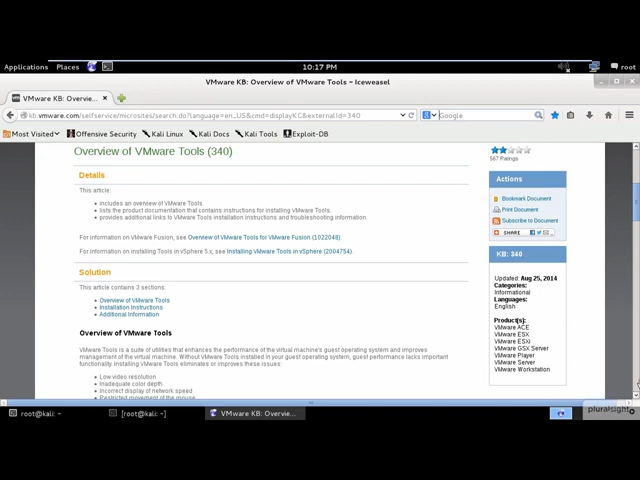 Applications Places 10:17 PM root
VMware KB: Overview of VMware Tools - Iceweasel
VMware KB: Overvie...
kb.vmware.com/selfservice/microsites/search.do?language=en_US&cmd=displayKC&externalId=340 Google
Most Visited Offensive Security Kali Linux Kali Docs Kali Tools Exploit-DB
Overview of VMware Tools (340)
567 Ratings
Details
This article:
includes an overview of VMware Tools.
lists the product documentation that contains instructions for installing VMware Tools.
provides additional links to VMware Tools installation instructions and troubleshooting information.
For information on VMware Fusion, see Overview of VMware Tools for VMware Fusion (1022048).
For information on installing Tools in vSphere 5.x, see Installing VMware Tools in vSphere (2004754).
Solution
This article contains 3 sections:
Overview of VMware Tools
Installation Instructions
Additional Information
Overview of VMware Tools
VMware Tools is a suite of utilities that enhances the performance of the virtual machine's guest operating system and improves
management of the virtual machine. Without VMware Tools installed in your guest operating system, guest performance lacks important
functionality. Installing VMware Tools eliminates or improves these issues:
Low video resolution
Inadequate color depth
Incorrect display of network speed
Restricted movement of the mouse
Actions
Bookmark Document
Print Document
Subscribe to Document
SHARE
KB: 340
Updated: Aug 25, 2014
Categories:
Informational
Languages:
English
Product(s):
VMware ACE
VMware ESX
VMware ESXi
VMware GSX Server
VMware Player
VMware Server
VMware Workstation
root@kali: ~ [root@kali: ~] VMware KB: Overvie...
pluralsight